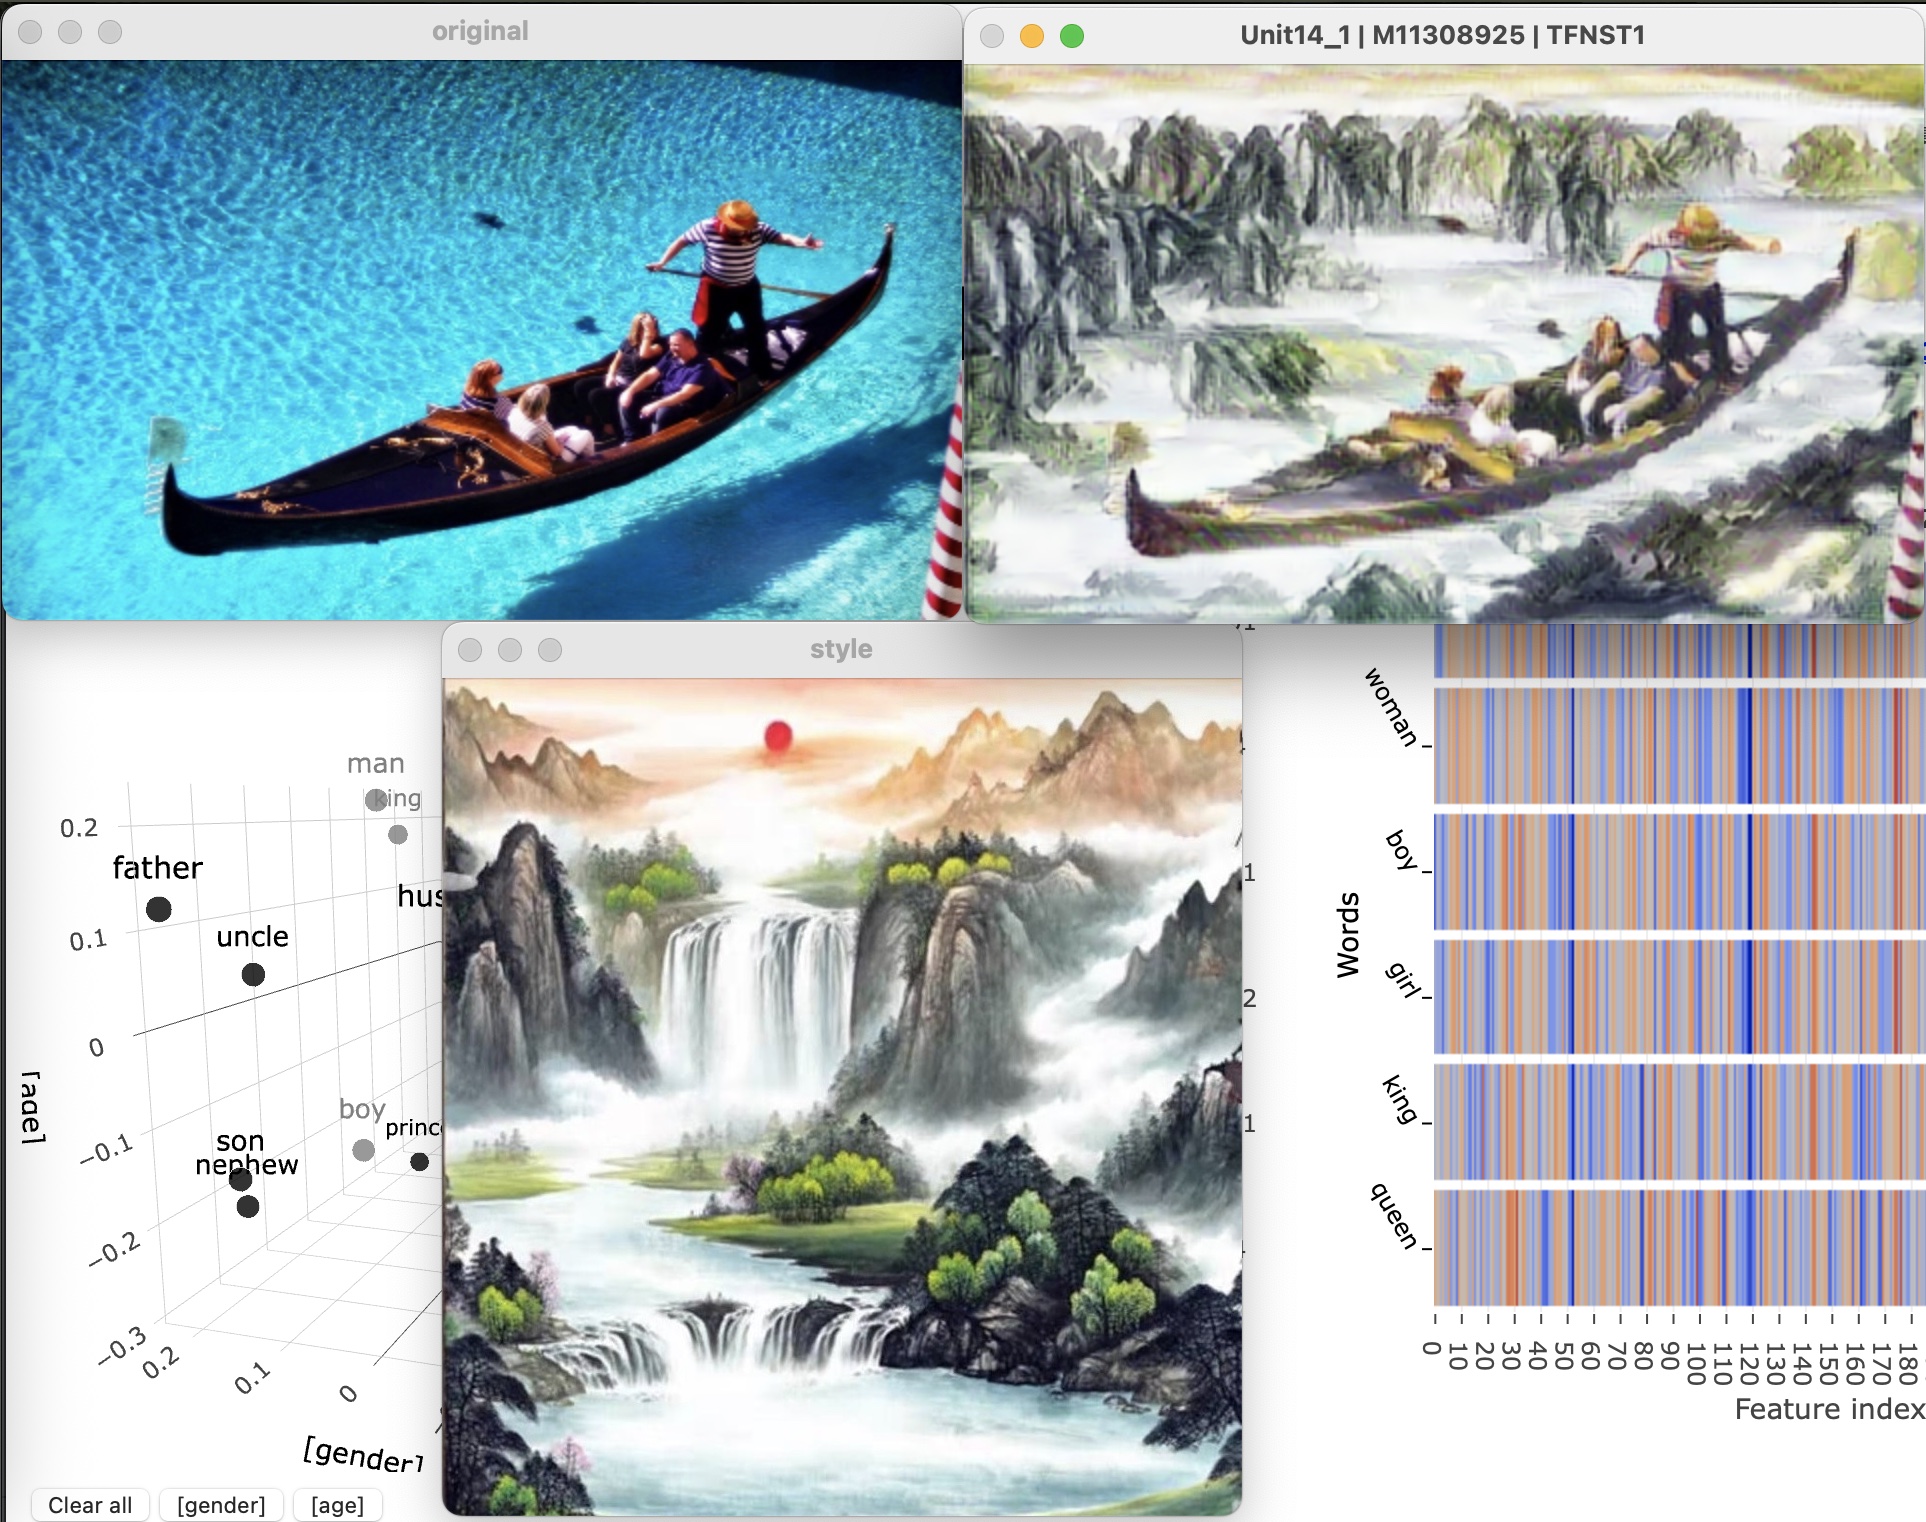 original
Unit14_1 | M11308925 | TFNST1
style
man
king
0.2
father
uncle
0.1
0
[age]
boy
son
nephew
−0.1
−0.2
−0.3
0.2
0.1
0
[gender]
Clear all
[gender]
[age]
1
2
1
woman
boy
girl
king
queen
Words
0 10 20 30 40 50 60 70 80 90 100 110 120 130 140 150 160 170 180
Feature index